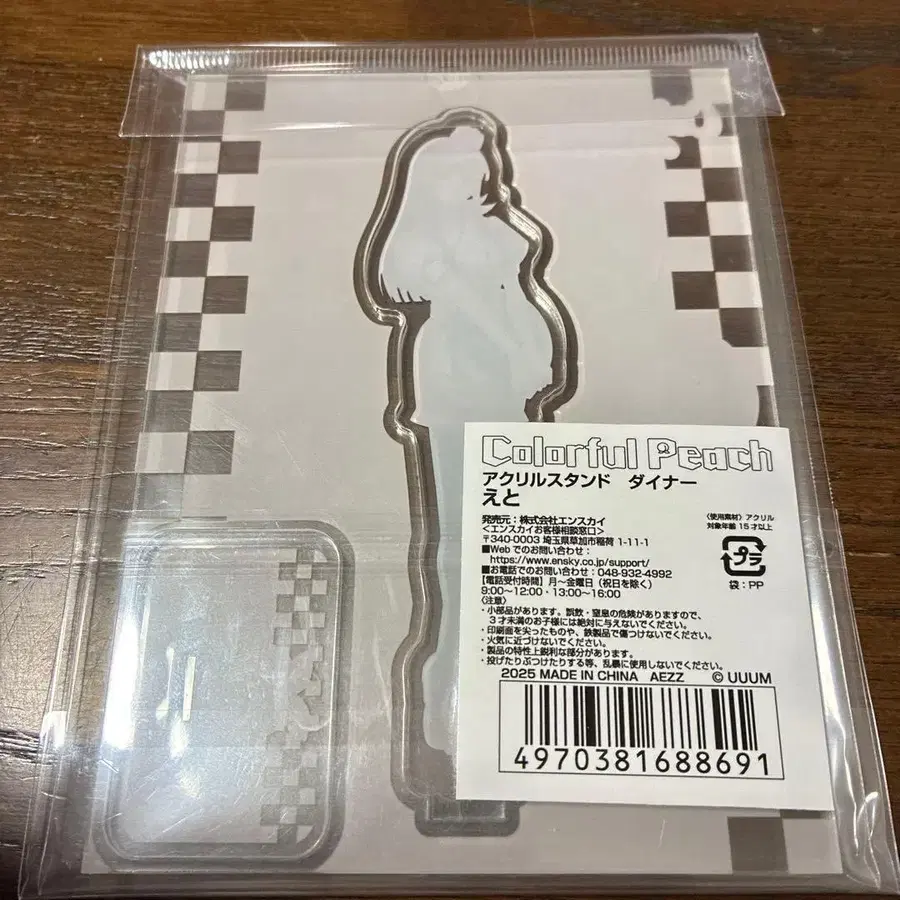 Colorful Peach
アクリルスタンド ダイナー
えと
発売元：株式会社エンスカイ
<エンスカイお客様相談窓口>
〒340-0003 埼玉県草加市稲荷 1-11-1
■Web でのお問い合わせ：
https://www.ensky.co.jp/support/
■お電話でのお問い合わせ：048-932-4992
【電話受付時間】月～金曜日（祝日を除く）
9:00～12:00・13:00～16:00
〈使用素材〉アクリル
対象年齢 15才以上
プラ
袋：PP
〈注意〉
・小部品があります。誤飲・窒息の危険がありますので、
３才未満のお子様には絶対に与えないでください。
・印刷面を尖ったものや、鉄製品で傷つけないでください。
・火気に近づけないでください。
・製品の特性上鋭利な部分があります。
・投げたりぶつけたりする等、乱暴に使用しないでください。
2025 MADE IN CHINA AEZZ © UUUM
4970381688691